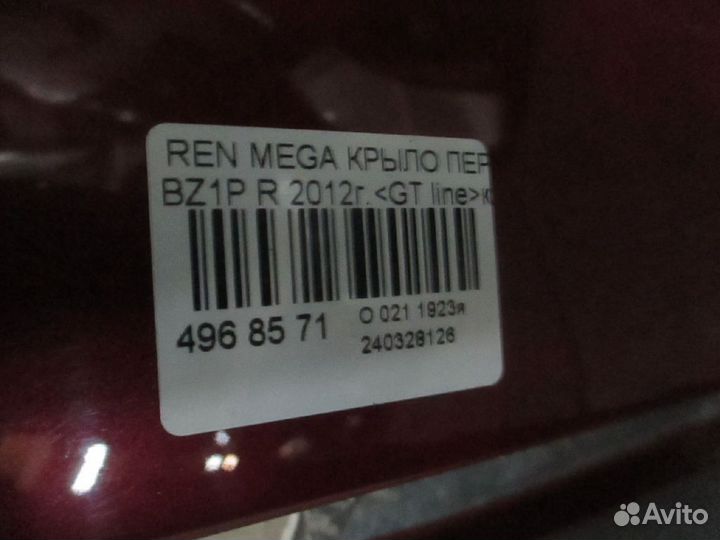 REN MEGA КРЫЛО ПЕР
BZ1P R 2012г.<GT line>к
496 85 71
О 021 1923я
240328126
Avito